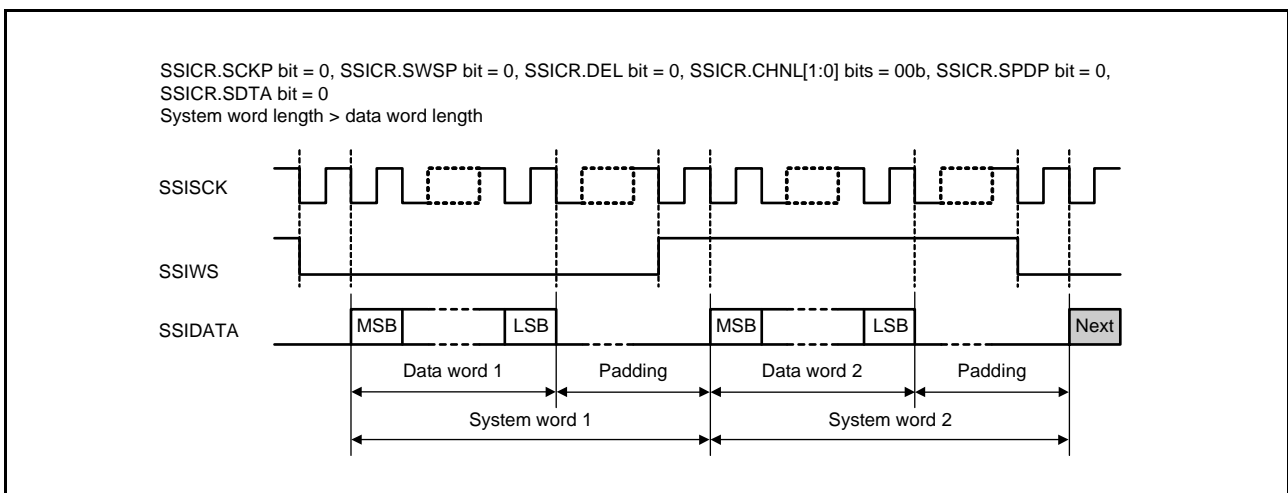 SSICR.SCKP bit = 0, SSICR.SWSP bit = 0, SSICR.DEL bit = 0, SSICR.CHNL[1:0] bits = 00b, SSICR.SPDP bit = 0,
SSICR.SDTA bit = 0
System word length > data word length
SSISCK
SSIWS
SSIDATA MSB LSB MSB LSB Next
Data word 1 Padding Data word 2 Padding
System word 1 System word 2